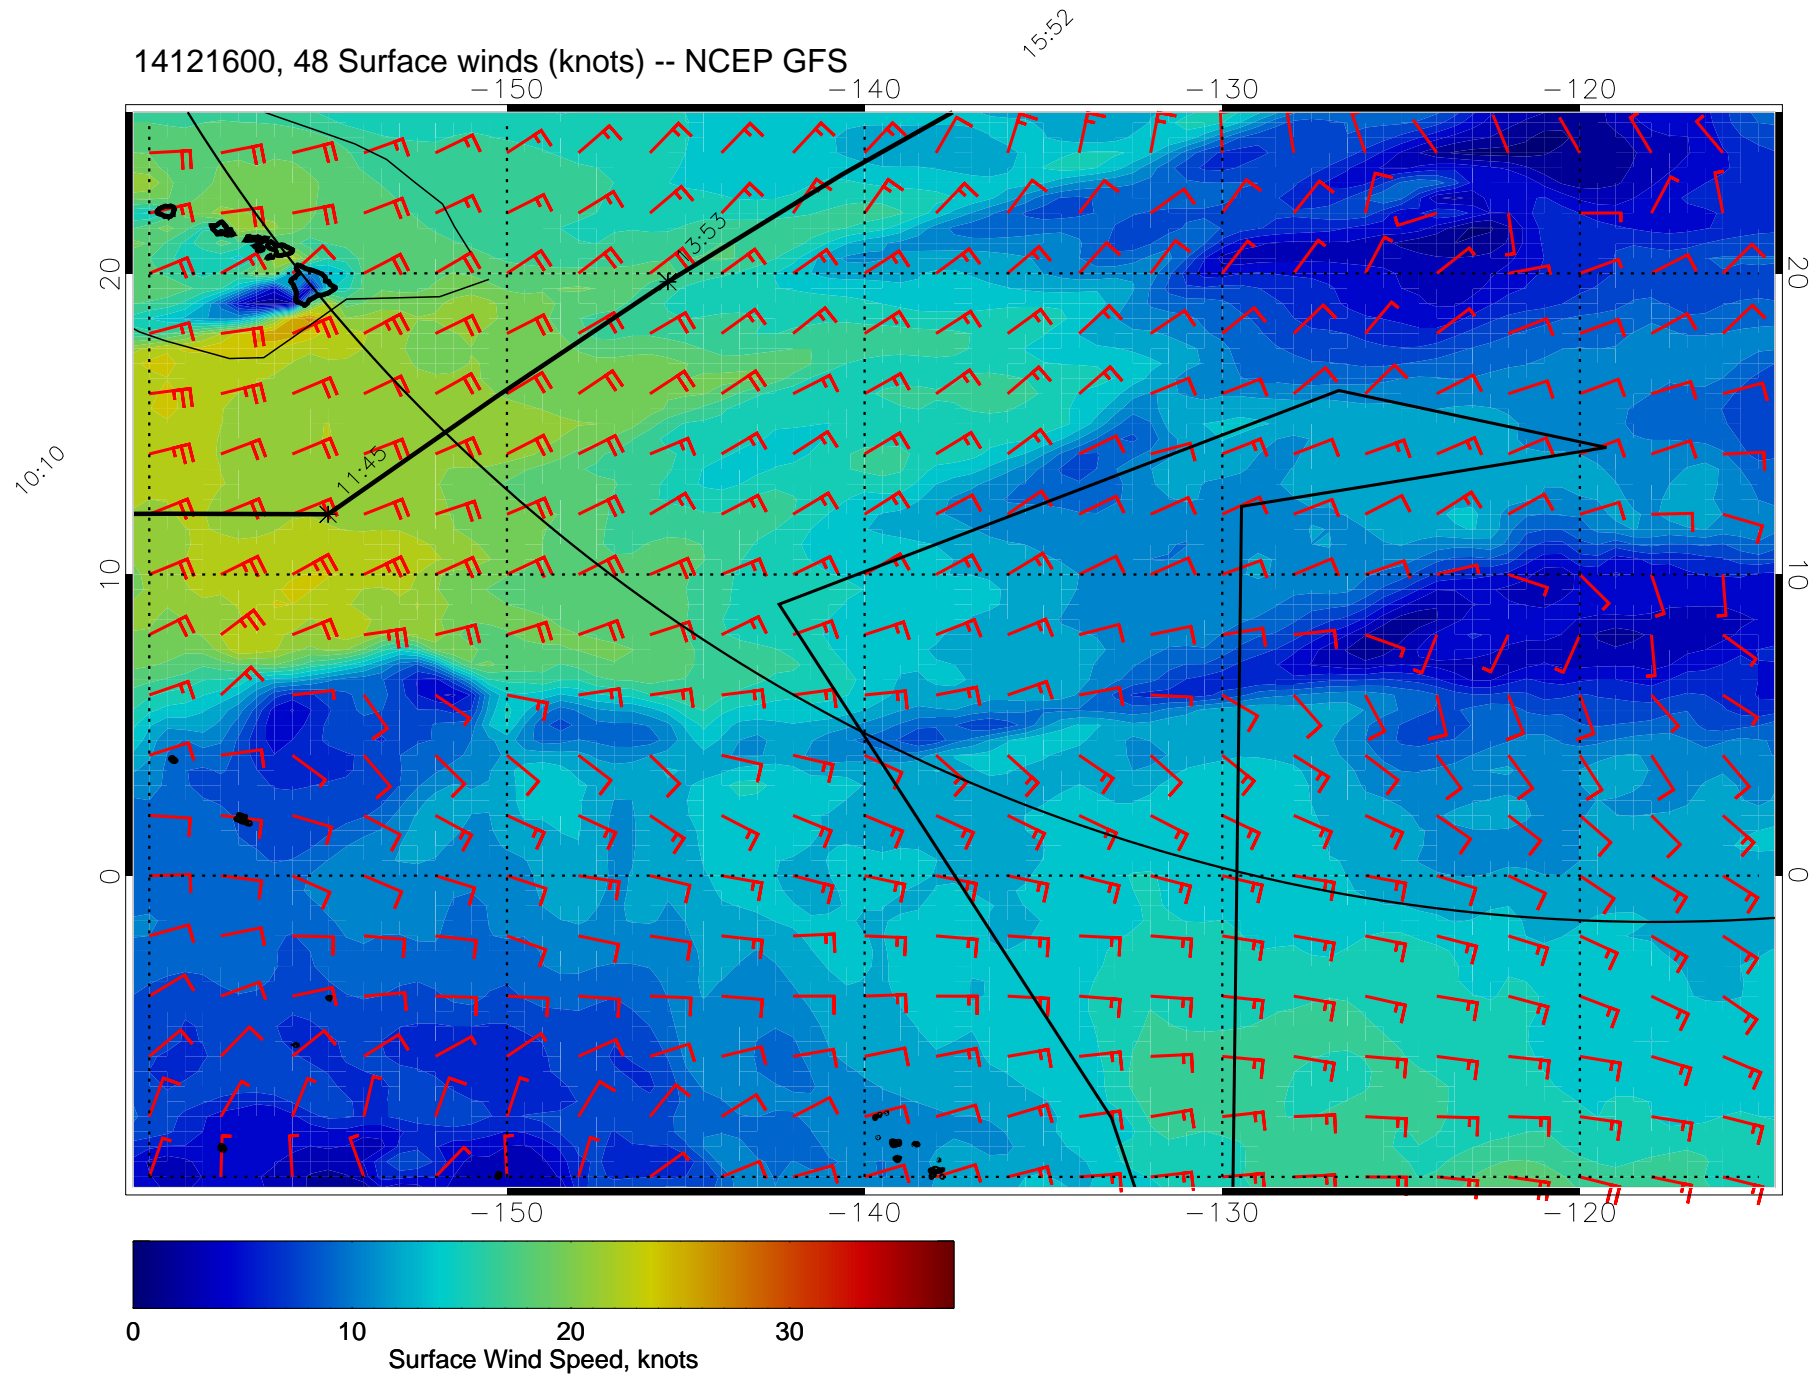 15:52
14121600, 48 Surface winds (knots) -- NCEP GFS
-150 -140 -130 -120
13:53
20 20
11:45
10:10
10 10
0 0
-150 -140 -130 -120
0 10 20 30
Surface Wind Speed, knots